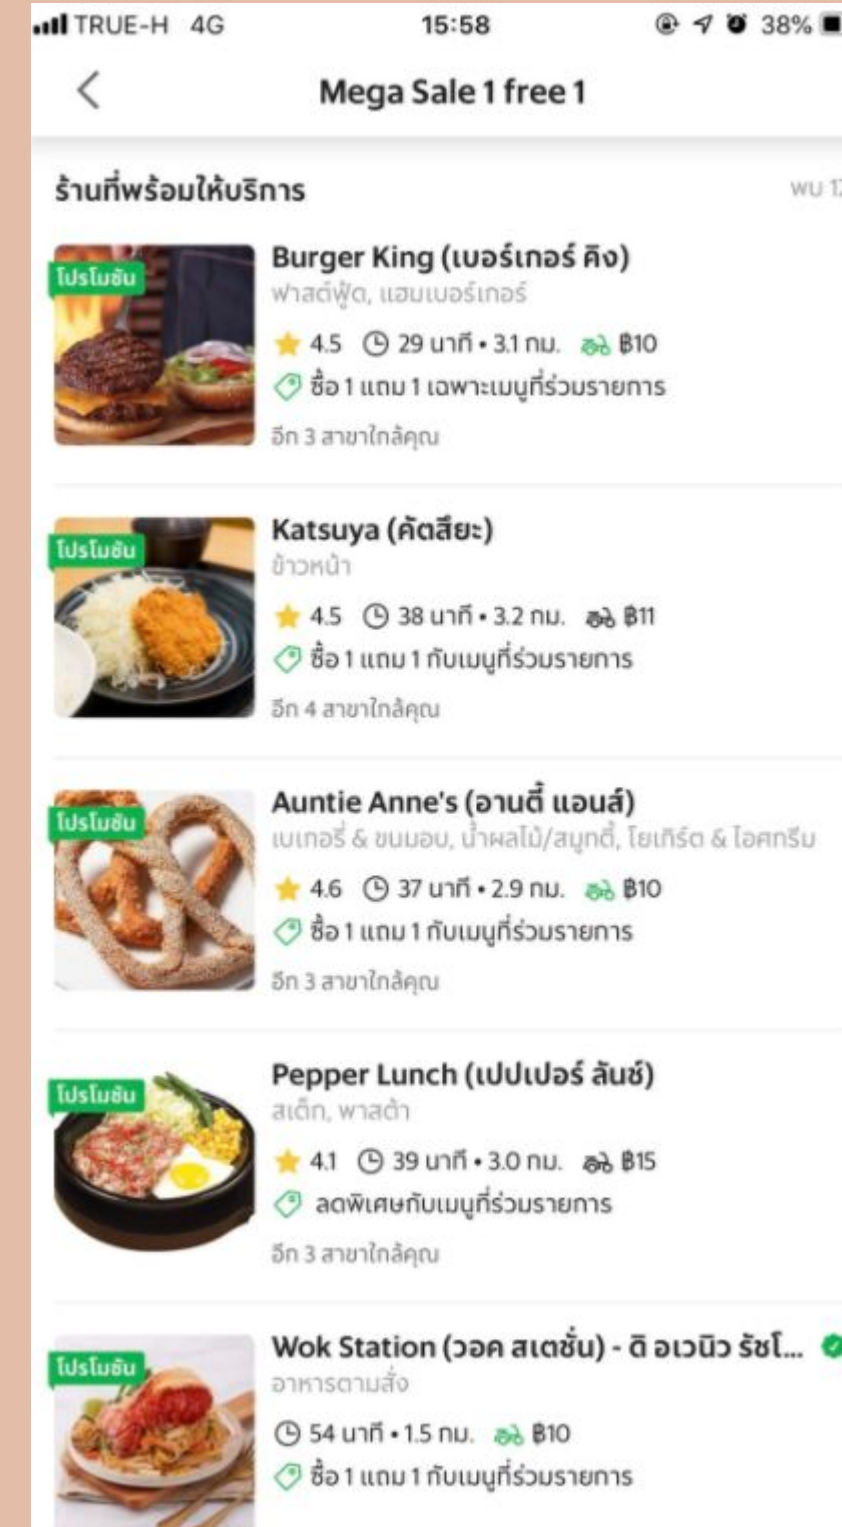 TRUE-H 4G 15:58 38%
Mega Sale 1 free 1
ร้านที่พร้อมให้บริการ พบ 12
โปรโมชัน
Burger King (เบอร์เกอร์ คิง)
ฟาสต์ฟู้ด, แฮมเบอร์เกอร์
4.5 29 นาที • 3.1 กม. ฿10
ซื้อ 1 แถม 1 เฉพาะเมนูที่ร่วมรายการ
อีก 3 สาขาใกล้คุณ
โปรโมชัน
Katsuya (คัตสึยะ)
ข้าวหน้า
4.5 38 นาที • 3.2 กม. ฿11
ซื้อ 1 แถม 1 กับเมนูที่ร่วมรายการ
อีก 4 สาขาใกล้คุณ
โปรโมชัน
Auntie Anne's (อานตี้ แอนส์)
เบเกอรี่ & ขนมอบ, น้ำผลไม้/สมูทตี้, โยเกิร์ต & ไอศกรีม
4.6 37 นาที • 2.9 กม. ฿10
ซื้อ 1 แถม 1 กับเมนูที่ร่วมรายการ
อีก 3 สาขาใกล้คุณ
โปรโมชัน
Pepper Lunch (เปปเปอร์ ลันช์)
สเต็ก, พาสต้า
4.1 39 นาที • 3.0 กม. ฿15
ลดพิเศษกับเมนูที่ร่วมรายการ
อีก 3 สาขาใกล้คุณ
โปรโมชัน
Wok Station (วอค สเตชั่น) - ดิ อเวนิว รัชโ...
อาหารตามสั่ง
54 นาที • 1.5 กม. ฿10
ซื้อ 1 แถม 1 กับเมนูที่ร่วมรายการ